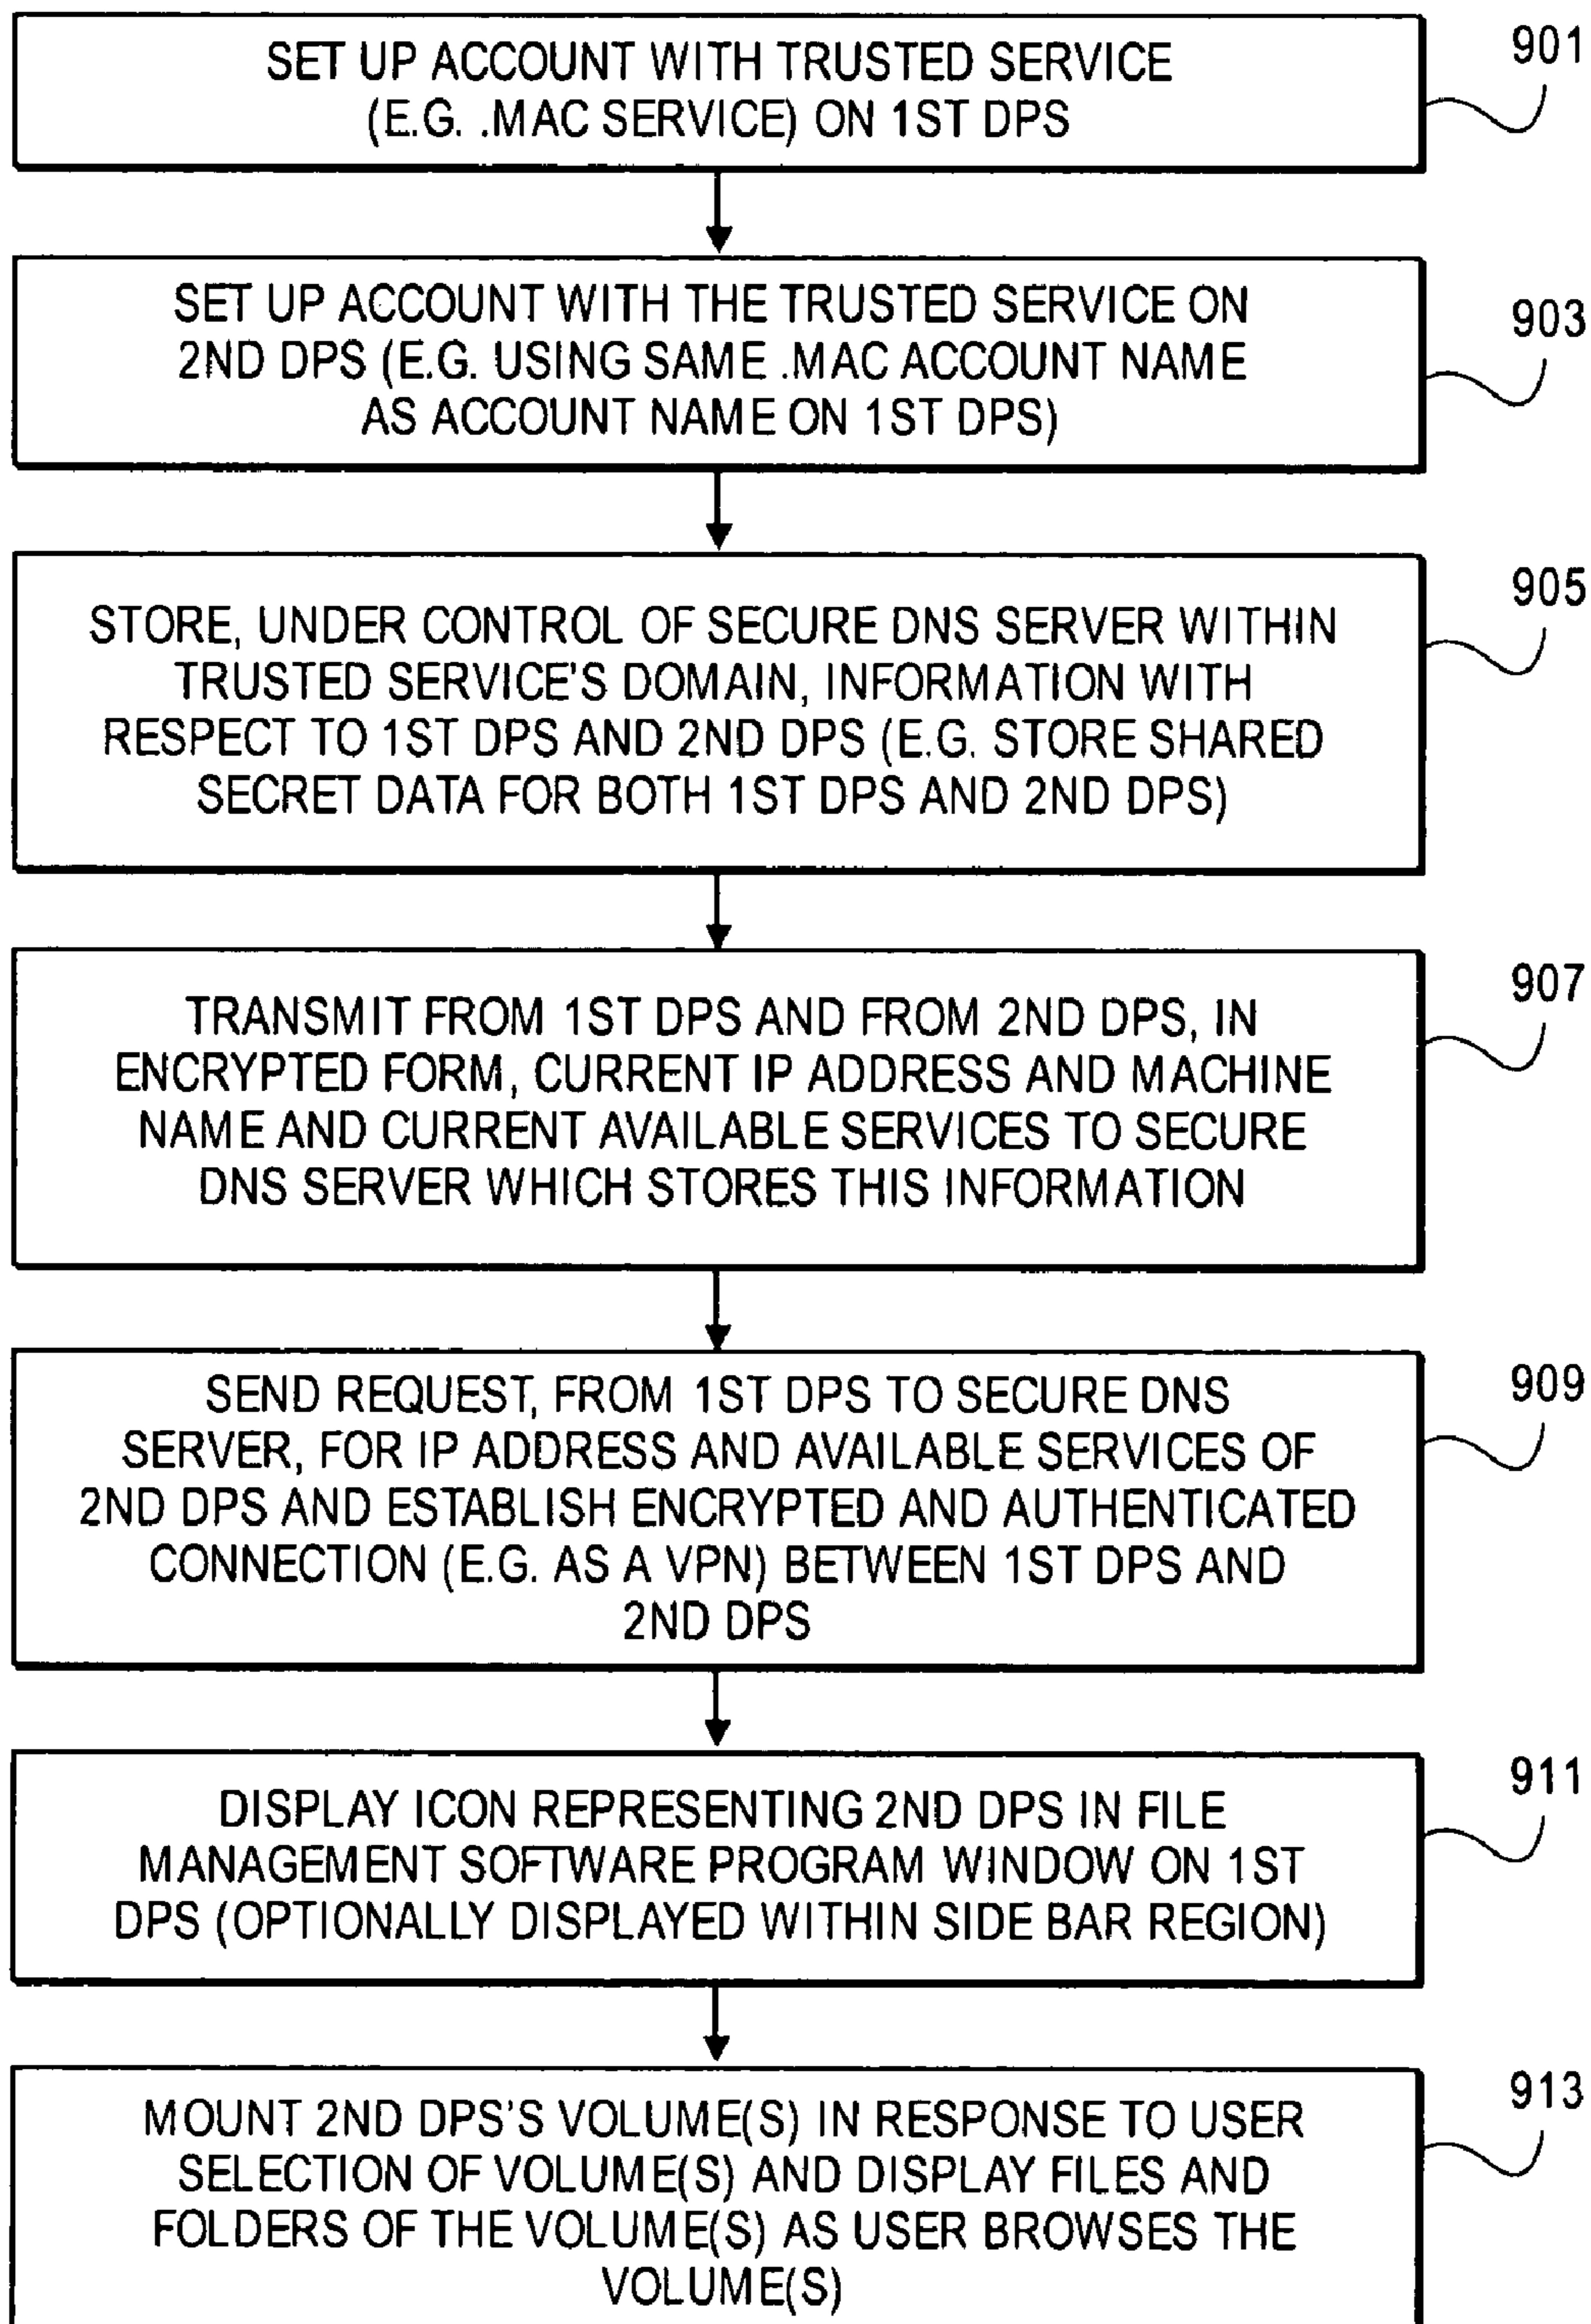 SET UP ACCOUNT WITH TRUSTED SERVICE
(E.G. .MAC SERVICE) ON 1ST DPS
901
SET UP ACCOUNT WITH THE TRUSTED SERVICE ON
2ND DPS (E.G. USING SAME .MAC ACCOUNT NAME
AS ACCOUNT NAME ON 1ST DPS)
903
STORE, UNDER CONTROL OF SECURE DNS SERVER WITHIN
TRUSTED SERVICE'S DOMAIN, INFORMATION WITH
RESPECT TO 1ST DPS AND 2ND DPS (E.G. STORE SHARED
SECRET DATA FOR BOTH 1ST DPS AND 2ND DPS)
905
TRANSMIT FROM 1ST DPS AND FROM 2ND DPS, IN
ENCRYPTED FORM, CURRENT IP ADDRESS AND MACHINE
NAME AND CURRENT AVAILABLE SERVICES TO SECURE
DNS SERVER WHICH STORES THIS INFORMATION
907
SEND REQUEST, FROM 1ST DPS TO SECURE DNS
SERVER, FOR IP ADDRESS AND AVAILABLE SERVICES OF
2ND DPS AND ESTABLISH ENCRYPTED AND AUTHENTICATED
CONNECTION (E.G. AS A VPN) BETWEEN 1ST DPS AND
2ND DPS
909
DISPLAY ICON REPRESENTING 2ND DPS IN FILE
MANAGEMENT SOFTWARE PROGRAM WINDOW ON 1ST
DPS (OPTIONALLY DISPLAYED WITHIN SIDE BAR REGION)
911
MOUNT 2ND DPS'S VOLUME(S) IN RESPONSE TO USER
SELECTION OF VOLUME(S) AND DISPLAY FILES AND
FOLDERS OF THE VOLUME(S) AS USER BROWSES THE
VOLUME(S)
913